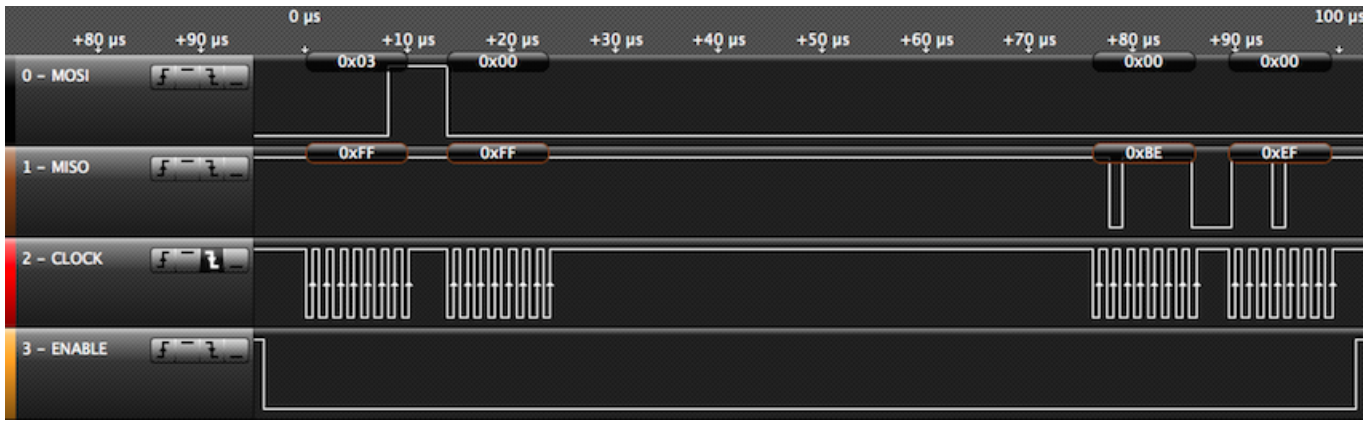 0 µs 100 µs
+80 µs +90 µs +10 µs +20 µs +30 µs +40 µs +50 µs +60 µs +70 µs +80 µs +90 µs
0 – MOSI 0x03 0x00 0x00 0x00
1 – MISO 0xFF 0xFF 0xBE 0xEF
2 – CLOCK
3 – ENABLE